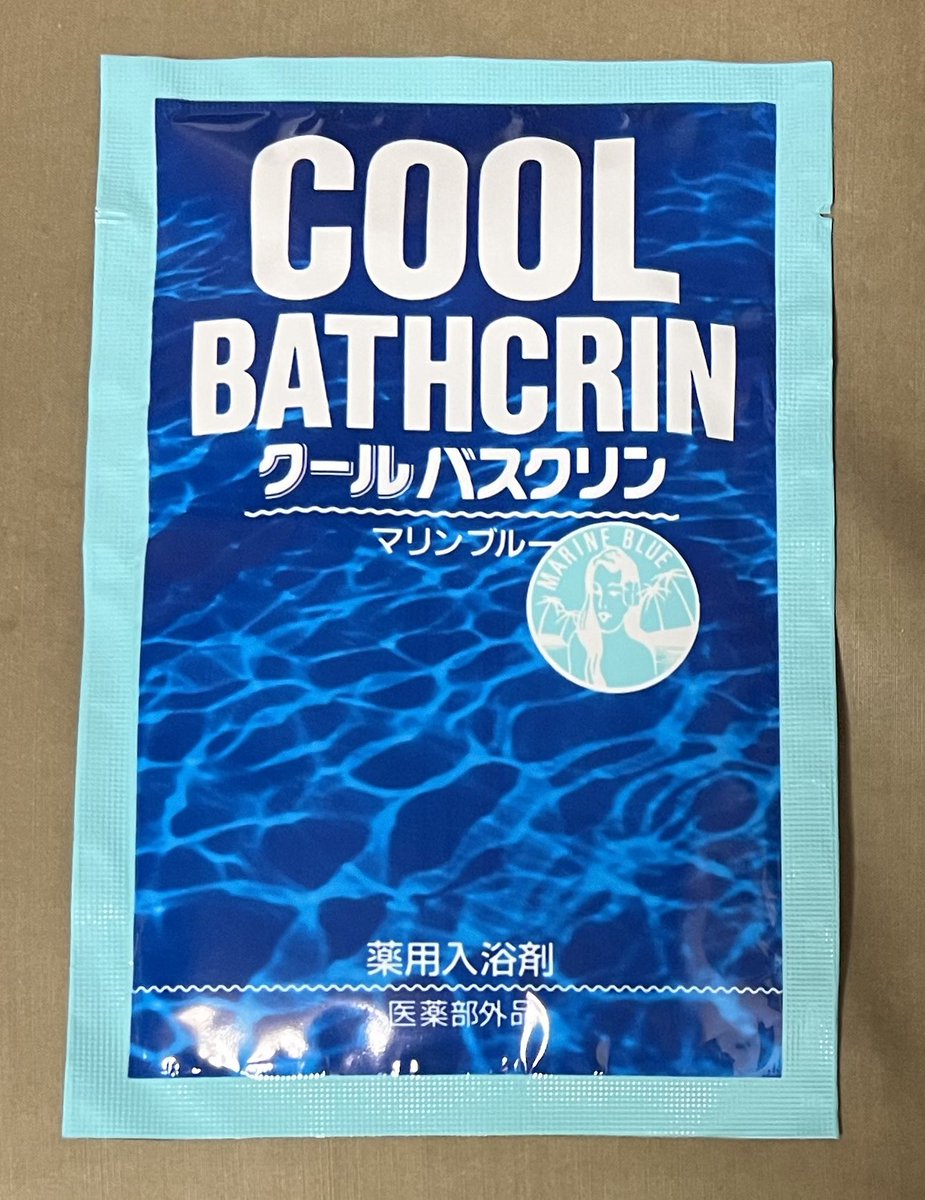 COOL
BATHCRIN
クールバスクリン
マリンブルー
MARINE BLUE
薬用入浴剤
医薬部外品